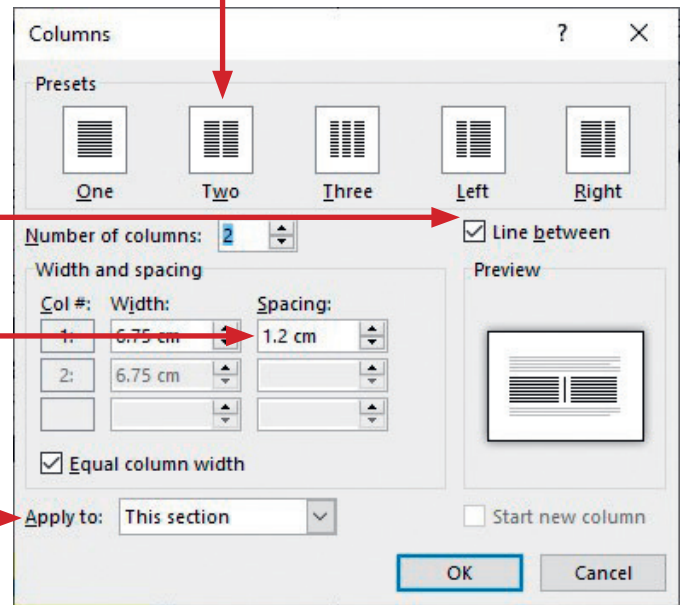 Columns ? ×
Presets
One Two Three Left Right
Number of columns: 2
Line between
Width and spacing
Preview
Col #: Width: Spacing:
1: 6.75 cm 1.2 cm
2: 6.75 cm
Equal column width
Apply to: This section
Start new column
OK Cancel